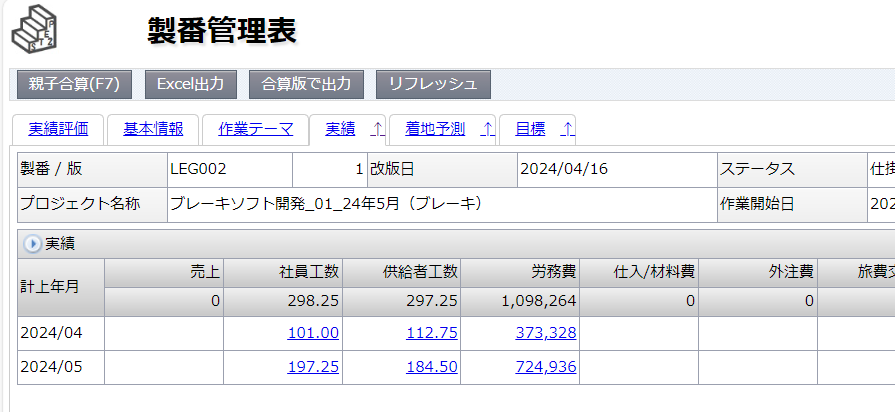 PETZ
STZ
製番管理表
親子合算(F7) Excel出力 合算版で出力 リフレッシュ
実績評価 基本情報 作業テーマ 実績 ↑ 着地予測 ↑ 目標 ↑
製番 / 版 LEG002 1 改版日 2024/04/16 ステータス 仕掛
プロジェクト名称 ブレーキソフト開発_01_24年5月（ブレーキ） 作業開始日 202
実績
計上年月 売上 社員工数 供給者工数 労務費 仕入/材料費 外注費 旅費交
0 298.25 297.25 1,098,264 0 0
2024/04 101.00 112.75 373,328
2024/05 197.25 184.50 724,936